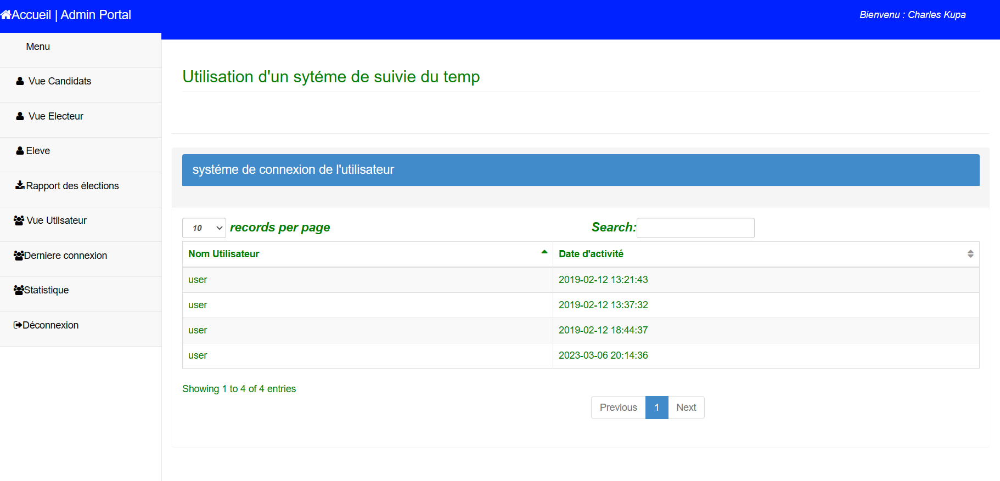 Accueil | Admin Portal
Bienvenu : Charles Kupa
Menu
Vue Candidats
Vue Electeur
Eleve
Rapport des élections
Vue Utilsateur
Derniere connexion
Statistique
Déconnexion
Utilisation d'un sytéme de suivie du temp
systéme de connexion de l'utilisateur
10 records per page
Search:
Nom Utilisateur Date d'activité
user 2019-02-12 13:21:43
user 2019-02-12 13:37:32
user 2019-02-12 18:44:37
user 2023-03-06 20:14:36
Showing 1 to 4 of 4 entries
Previous 1 Next